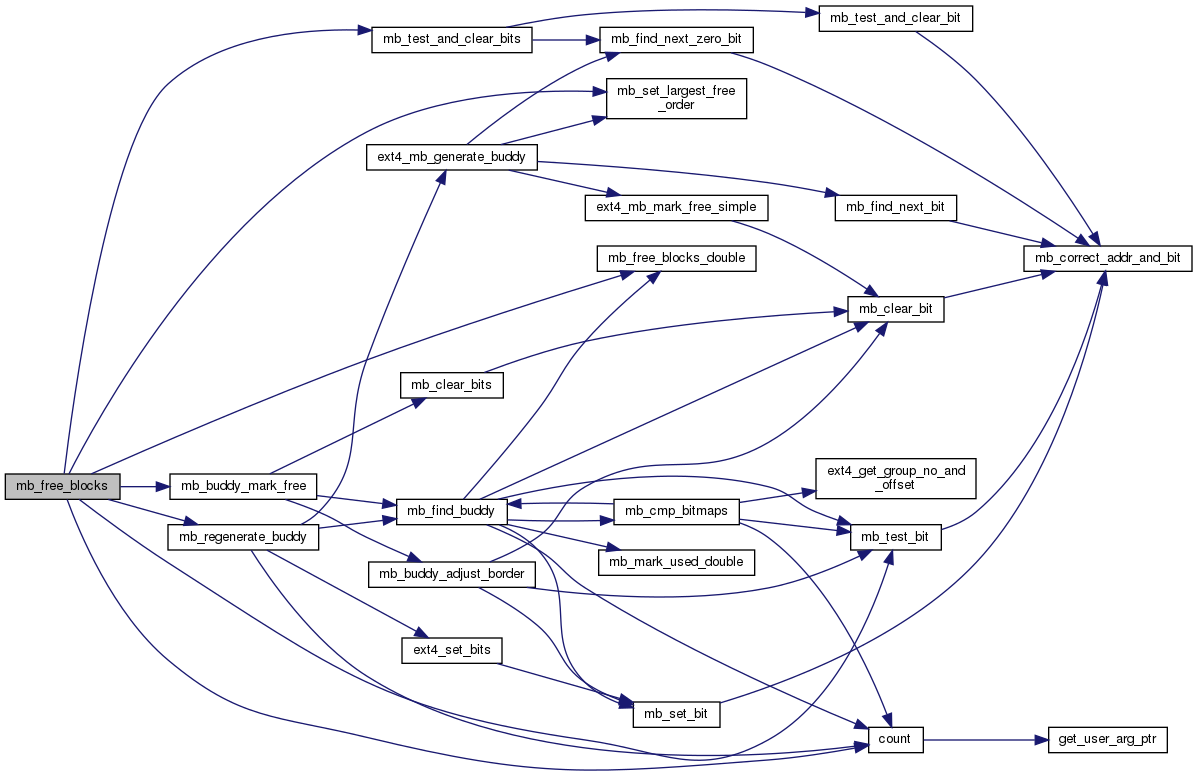 mb_test_and_clear_bit
mb_test_and_clear_bits
mb_find_next_zero_bit
mb_set_largest_free
_order
ext4_mb_generate_buddy
ext4_mb_mark_free_simple
mb_find_next_bit
mb_free_blocks_double
mb_correct_addr_and_bit
mb_clear_bit
mb_clear_bits
mb_free_blocks
mb_buddy_mark_free
ext4_get_group_no_and
_offset
mb_find_buddy
mb_cmp_bitmaps
mb_regenerate_buddy
mb_test_bit
mb_mark_used_double
mb_buddy_adjust_border
ext4_set_bits
mb_set_bit
count
get_user_arg_ptr